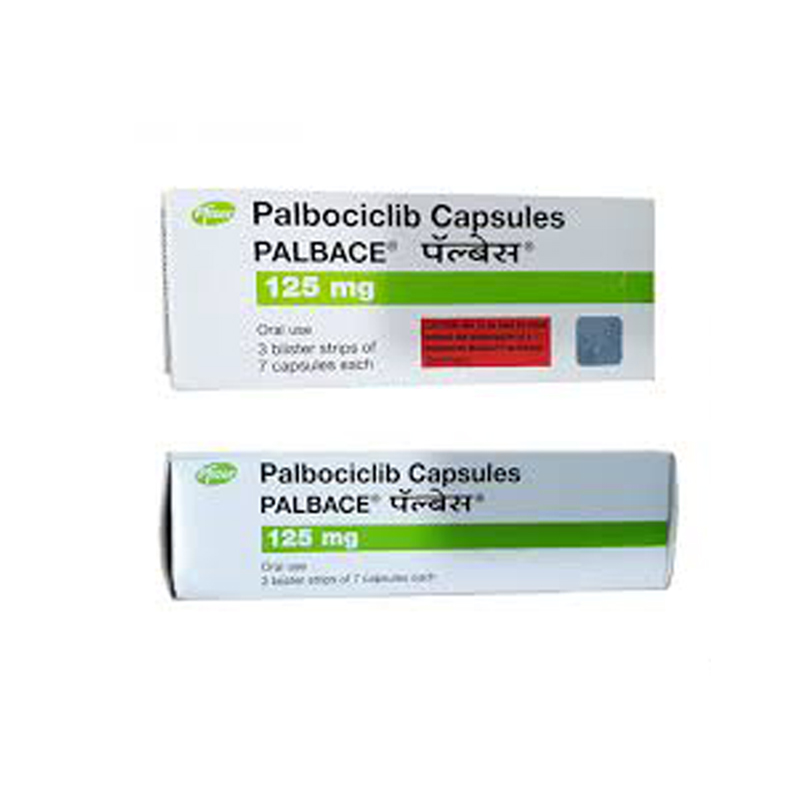 Pfizer
Palbociclib Capsules
PALBACE® पॅल्बेस®
125 mg
Oral use
3 blister strips of
7 capsules each
Pfizer
Palbociclib Capsules
PALBACE® पॅल्बेस®
125 mg
Oral use
3 blister strips of 7 capsules each